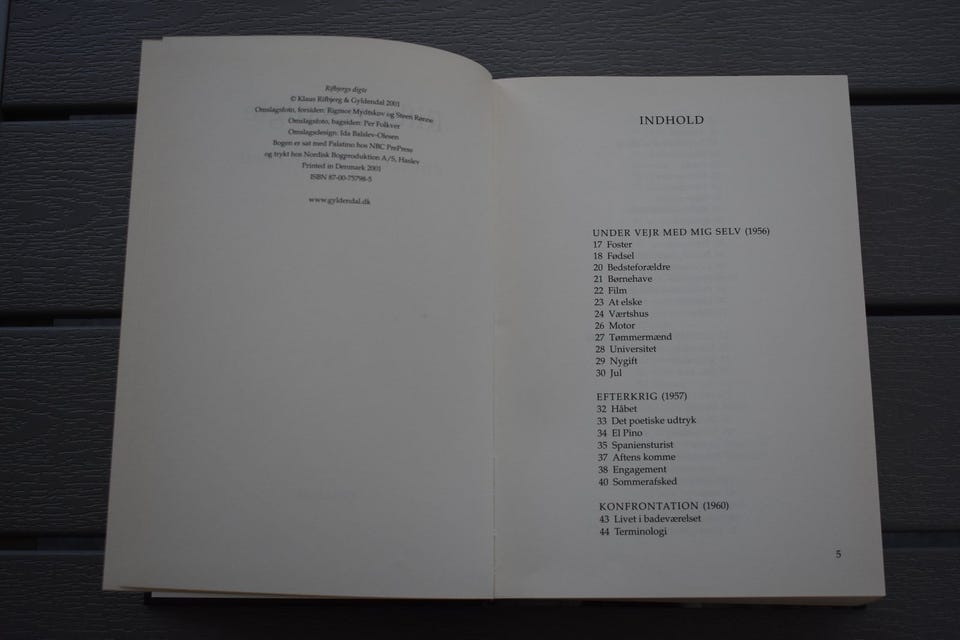 Rifbjergs digte
© Klaus Rifbjerg & Gyldendal 2001
Omslagsfoto, forsiden: Rigmor Mydtskov og Steen Rønne
Omslagsfoto, bagsiden: Per Folkver
Omslagsdesign: Ida Balslev-Olesen
Bogen er sat med Palatino hos NBC PrePress
og trykt hos Nordisk Bogproduktion A/S, Haslev
Printed in Denmark 2001
ISBN 87-00-75798-5
www.gyldendal.dk
INDHOLD
UNDER VEJR MED MIG SELV (1956)
17 Foster
18 Fødsel
20 Bedsteforældre
21 Børnehave
22 Film
23 At elske
24 Værtshus
26 Motor
27 Tømmermænd
28 Universitet
29 Nygift
30 Jul
EFTERKRIG (1957)
32 Håbet
33 Det poetiske udtryk
34 El Pino
35 Spaniensturist
37 Aftens komme
38 Engagement
40 Sommerafsked
KONFRONTATION (1960)
43 Livet i badeværelset
44 Terminologi
5